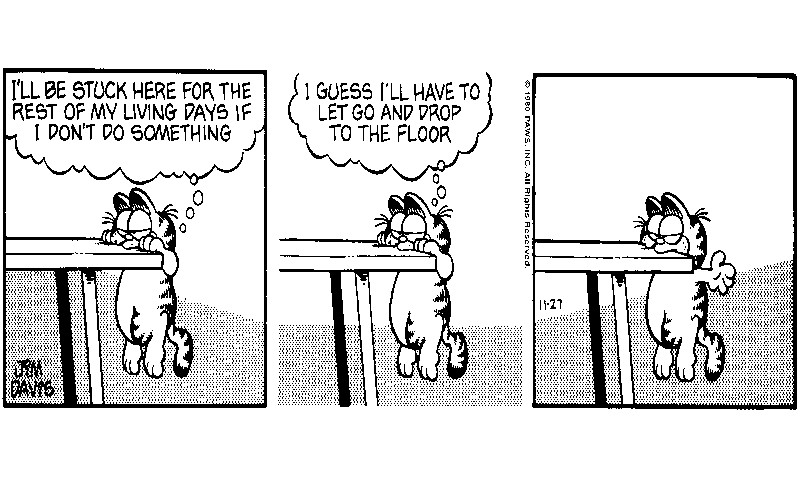 I'LL BE STUCK HERE FOR THE
REST OF MY LIVING DAYS IF
I DON'T DO SOMETHING
JIM
DAVIS
I GUESS I'LL HAVE TO
LET GO AND DROP
TO THE FLOOR
© 1980 PAWS, INC. All Rights Reserved.
11-27